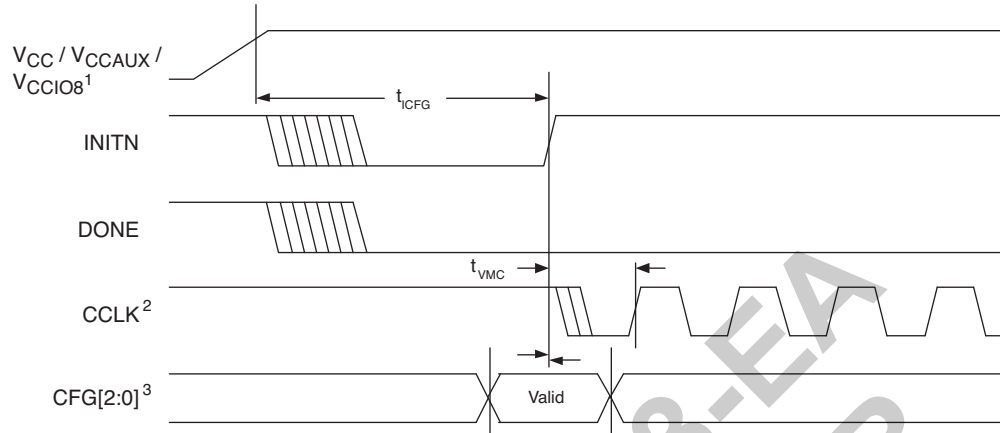 VCC / VCCAUX /
VCCIO8¹
tICFG
INITN
DONE
tVMC
CCLK²
CFG[2:0]³
Valid